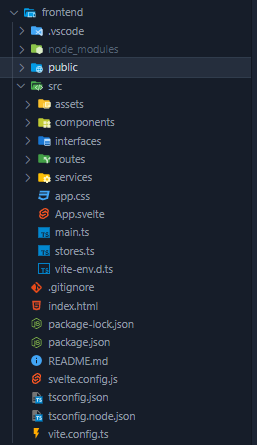 frontend
.vscode
node_modules
public
src
assets
components
interfaces
routes
services
app.css
App.svelte
main.ts
stores.ts
vite-env.d.ts
.gitignore
index.html
package-lock.json
package.json
README.md
svelte.config.js
tsconfig.json
tsconfig.node.json
vite.config.ts